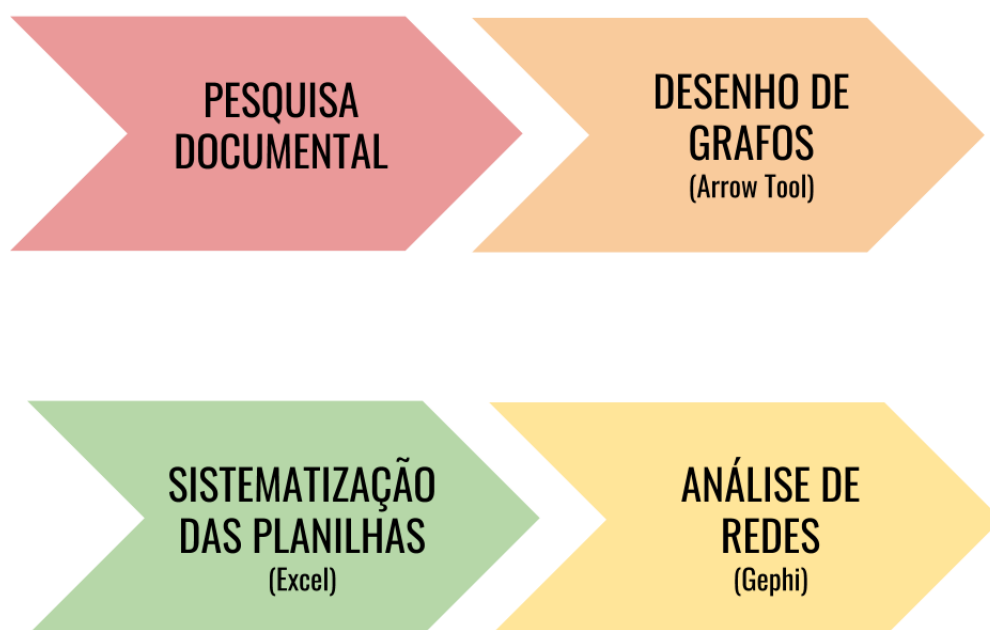 PESQUISA
DOCUMENTAL
DESENHO DE
GRAFOS
(Arrow Tool)
SISTEMATIZAÇÃO
DAS PLANILHAS
(Excel)
ANÁLISE DE
REDES
(Gephi)